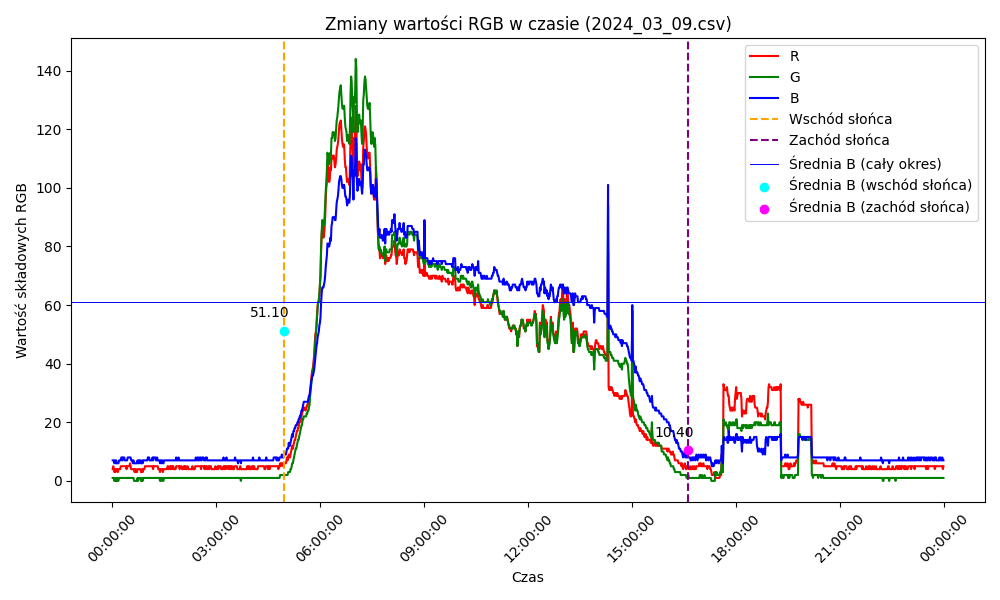 Zmiany wartości RGB w czasie (2024_03_09.csv)
Wartość składowych RGB
140
120
100
80
60
40
20
0
R
G
B
Wschód słońca
Zachód słońca
Średnia B (cały okres)
Średnia B (wschód słońca)
Średnia B (zachód słońca)
51.10
10.40
00:00:00
03:00:00
06:00:00
09:00:00
12:00:00
15:00:00
18:00:00
21:00:00
00:00:00
Czas